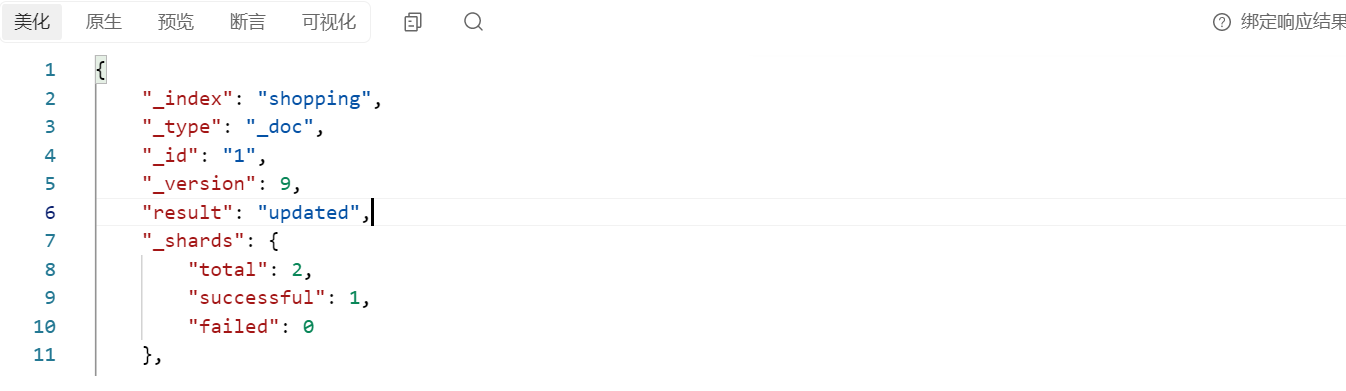 美化 原生 预览 断言 可视化 绑定响应结果
1 {
2 "_index": "shopping",
3 "_type": "_doc",
4 "_id": "1",
5 "_version": 9,
6 "result": "updated",
7 "_shards": {
8 "total": 2,
9 "successful": 1,
10 "failed": 0
11 },